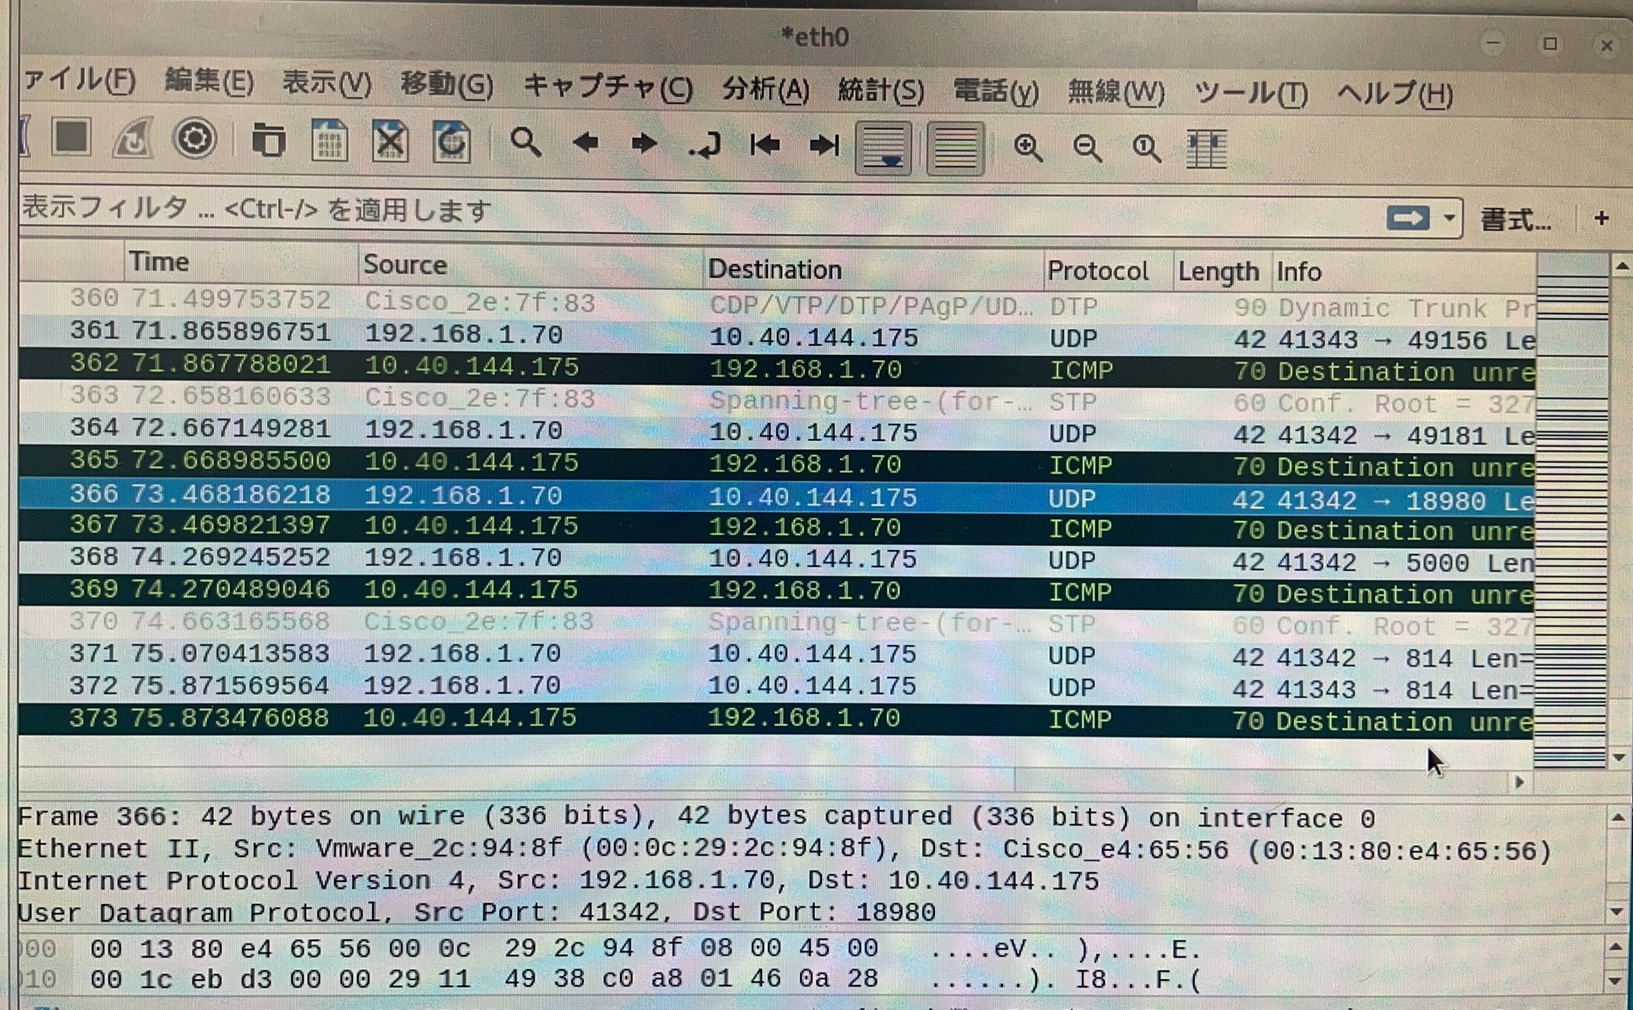 *eth0
ァイル(F) 編集(E) 表示(V) 移動(G) キャプチャ(C) 分析(A) 統計(S) 電話(y) 無線(W) ツール(T) ヘルプ(H)
表示フィルタ ... <Ctrl-/> を適用します 書式... +
Time Source Destination Protocol Length Info
360 71.499753752 Cisco_2e:7f:83 CDP/VTP/DTP/PAgP/UD… DTP 90 Dynamic Trunk Pr
361 71.865896751 192.168.1.70 10.40.144.175 UDP 42 41343 → 49156 Le
362 71.867788021 10.40.144.175 192.168.1.70 ICMP 70 Destination unre
363 72.658160633 Cisco_2e:7f:83 Spanning-tree-(for-… STP 60 Conf. Root = 327
364 72.667149281 192.168.1.70 10.40.144.175 UDP 42 41342 → 49181 Le
365 72.668985500 10.40.144.175 192.168.1.70 ICMP 70 Destination unre
366 73.468186218 192.168.1.70 10.40.144.175 UDP 42 41342 → 18980 Le
367 73.469821397 10.40.144.175 192.168.1.70 ICMP 70 Destination unre
368 74.269245252 192.168.1.70 10.40.144.175 UDP 42 41342 → 5000 Len
369 74.270489046 10.40.144.175 192.168.1.70 ICMP 70 Destination unre
370 74.663165568 Cisco_2e:7f:83 Spanning-tree-(for-… STP 60 Conf. Root = 327
371 75.070413583 192.168.1.70 10.40.144.175 UDP 42 41342 → 814 Len=
372 75.871569564 192.168.1.70 10.40.144.175 UDP 42 41343 → 814 Len=
373 75.873476088 10.40.144.175 192.168.1.70 ICMP 70 Destination unre
Frame 366: 42 bytes on wire (336 bits), 42 bytes captured (336 bits) on interface 0
Ethernet II, Src: Vmware_2c:94:8f (00:0c:29:2c:94:8f), Dst: Cisco_e4:65:56 (00:13:80:e4:65:56)
Internet Protocol Version 4, Src: 192.168.1.70, Dst: 10.40.144.175
User Datagram Protocol, Src Port: 41342, Dst Port: 18980
000 00 13 80 e4 65 56 00 0c 29 2c 94 8f 08 00 45 00 ....eV.. ),....E.
010 00 1c eb d3 00 00 29 11 49 38 c0 a8 01 46 0a 28 ......). I8...F.(